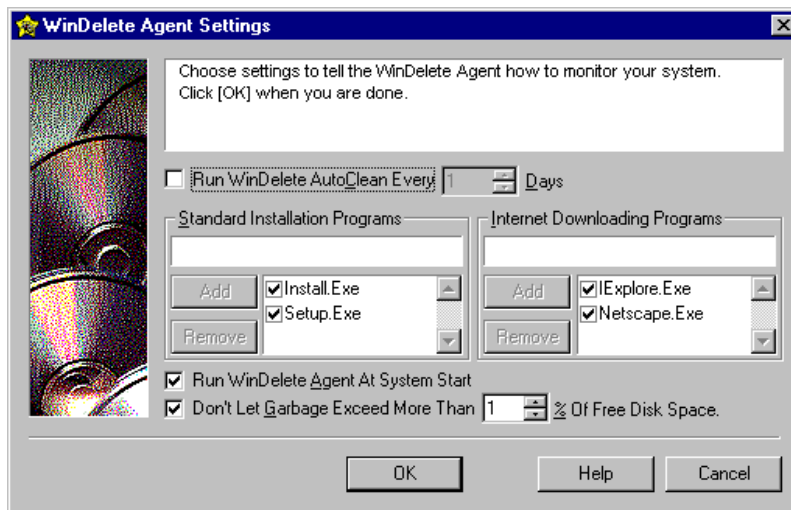 WinDelete Agent Settings
Choose settings to tell the WinDelete Agent how to monitor your system.
Click [OK] when you are done.
Run WinDelete AutoClean Every 1 Days
Standard Installation Programs
Internet Downloading Programs
Add
Install.Exe
Setup.Exe
Remove
Add
IExplore.Exe
Netscape.Exe
Remove
Run WinDelete Agent At System Start
Don't Let Garbage Exceed More Than 1 % Of Free Disk Space.
OK
Help
Cancel